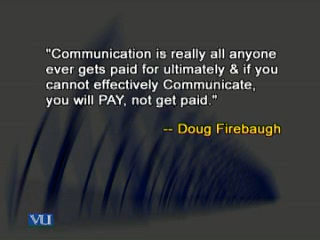 "Communication is really all anyone
ever gets paid for ultimately & if you
cannot effectively Communicate,
you will PAY, not get paid."
-- Doug Firebaugh
VU